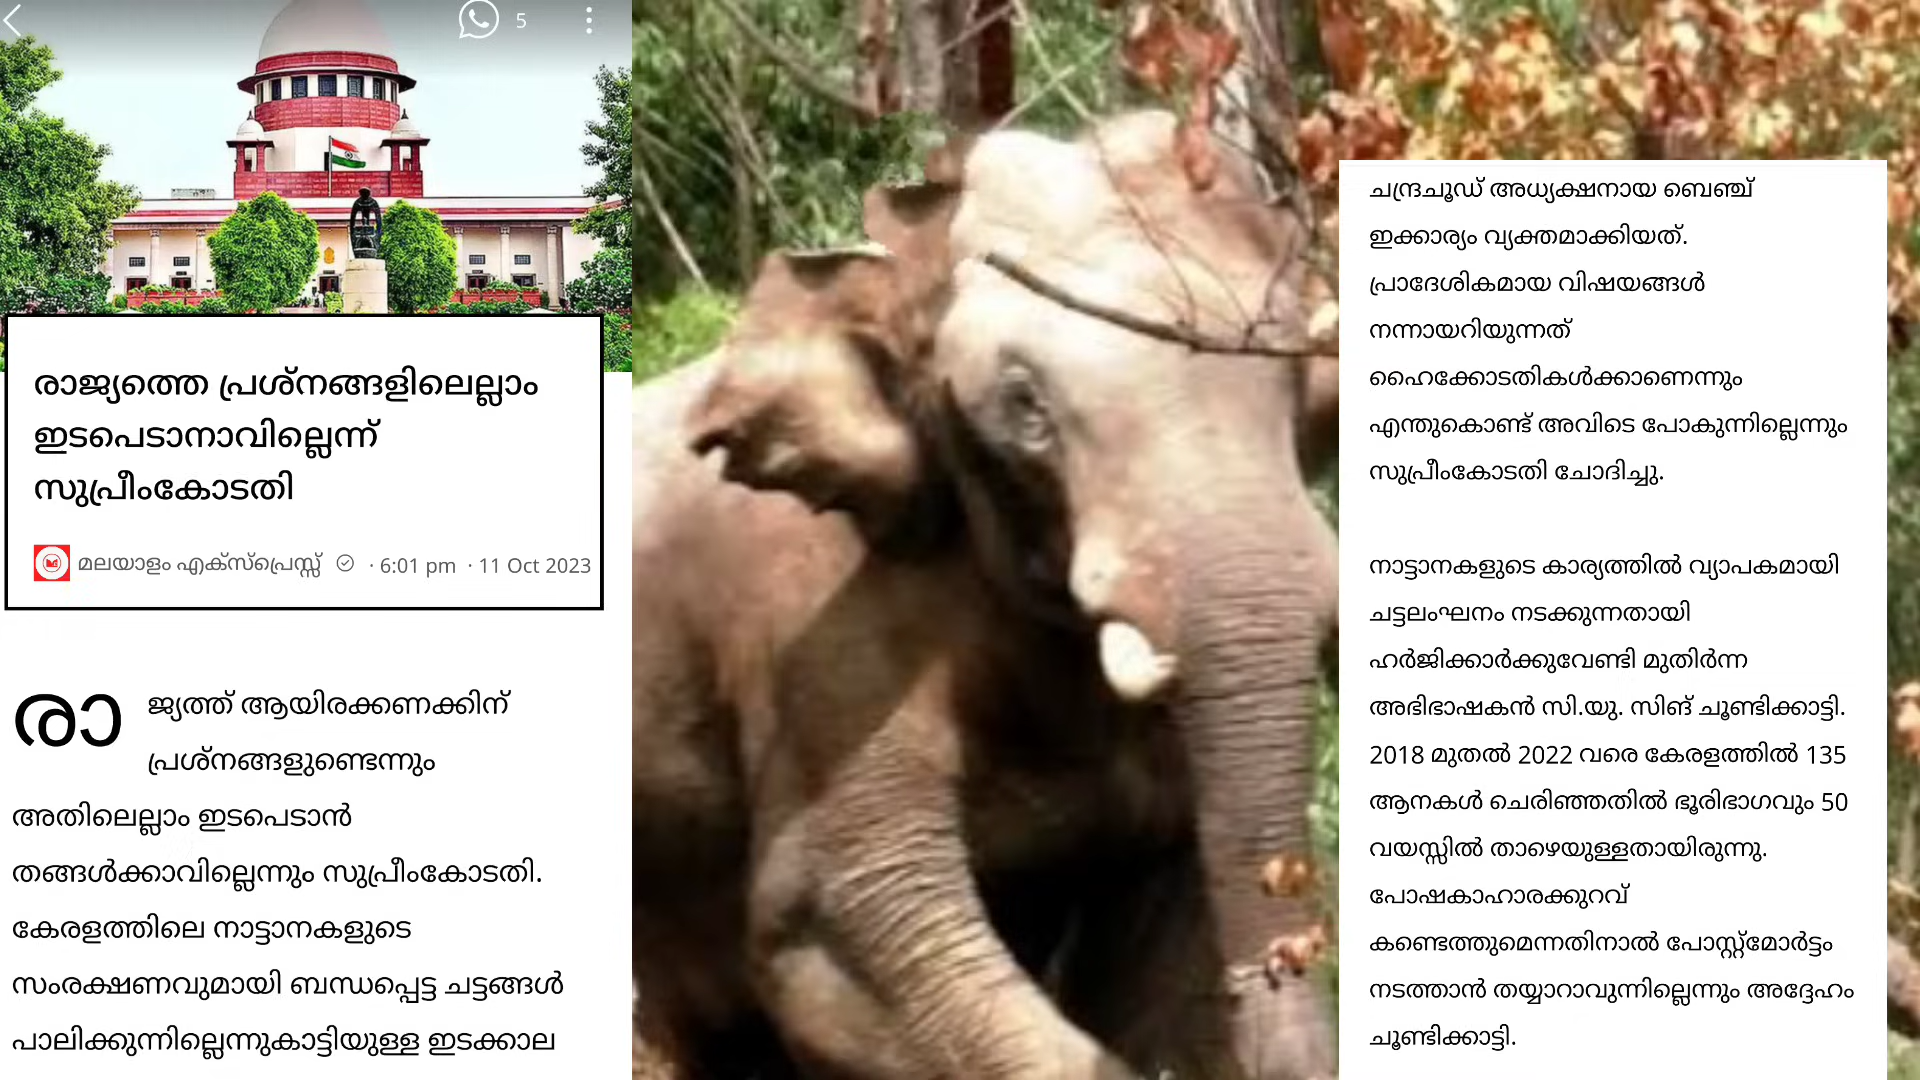 5
രാജ്യത്തെ പ്രശ്നങ്ങളിലെല്ലാം
ഇടപെടാനാവില്ലെന്ന്
സുപ്രീംകോടതി
മലയാളം എക്സ്പ്രെസ്സ് · 6:01 pm · 11 Oct 2023
രാജ്യത്ത് ആയിരക്കണക്കിന്
പ്രശ്നങ്ങളുണ്ടെന്നും
അതിലെല്ലാം ഇടപെടാൻ
തങ്ങൾക്കാവില്ലെന്നും സുപ്രീംകോടതി.
കേരളത്തിലെ നാട്ടാനകളുടെ
സംരക്ഷണവുമായി ബന്ധപ്പെട്ട ചട്ടങ്ങൾ
പാലിക്കുന്നില്ലെന്നുകാട്ടിയുള്ള ഇടക്കാല
ചന്ദ്രചൂഡ് അധ്യക്ഷനായ ബെഞ്ച്
ഇക്കാര്യം വ്യക്തമാക്കിയത്.
പ്രാദേശികമായ വിഷയങ്ങൾ
നന്നായറിയുന്നത്
ഹൈക്കോടതികൾക്കാണെന്നും
എന്തുകൊണ്ട് അവിടെ പോകുന്നില്ലെന്നും
സുപ്രീംകോടതി ചോദിച്ചു.
നാട്ടാനകളുടെ കാര്യത്തിൽ വ്യാപകമായി
ചട്ടലംഘനം നടക്കുന്നതായി
ഹർജിക്കാർക്കുവേണ്ടി മുതിർന്ന
അഭിഭാഷകൻ സി.യു. സിങ് ചൂണ്ടിക്കാട്ടി.
2018 മുതൽ 2022 വരെ കേരളത്തിൽ 135
ആനകൾ ചെരിഞ്ഞതിൽ ഭൂരിഭാഗവും 50
വയസ്സിൽ താഴെയുള്ളതായിരുന്നു.
പോഷകാഹാരക്കുറവ്
കണ്ടെത്തുമെന്നതിനാൽ പോസ്റ്റ്മോർട്ടം
നടത്താൻ തയ്യാറാവുന്നില്ലെന്നും അദ്ദേഹം
ചൂണ്ടിക്കാട്ടി.